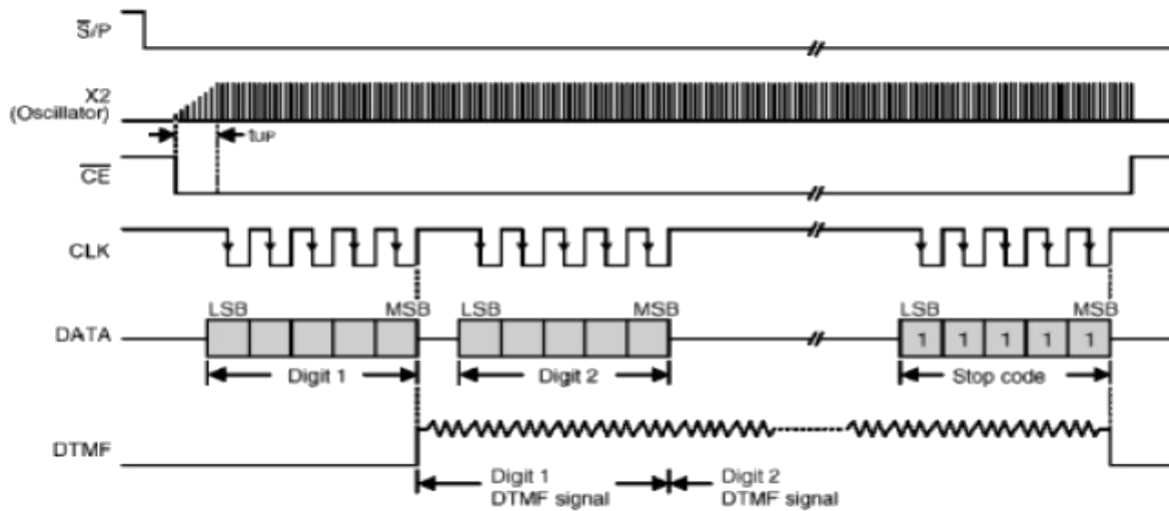 S̅/P
X2
(Oscillator)
tUP
C̅E̅
CLK
LSB MSB LSB MSB LSB MSB
DATA 1 1 1 1 1
Digit 1 Digit 2 Stop code
DTMF
Digit 1 Digit 2
DTMF signal DTMF signal